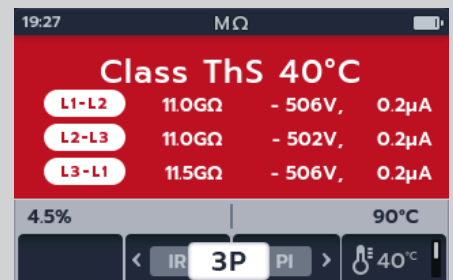 19:27 MΩ
Class ThS 40°C
L1-L2 11.0GΩ - 506V, 0.2µA
L2-L3 11.0GΩ - 502V, 0.2µA
L3-L1 11.5GΩ - 506V, 0.2µA
4.5% 90°C
< IR 3P PI > 40°C